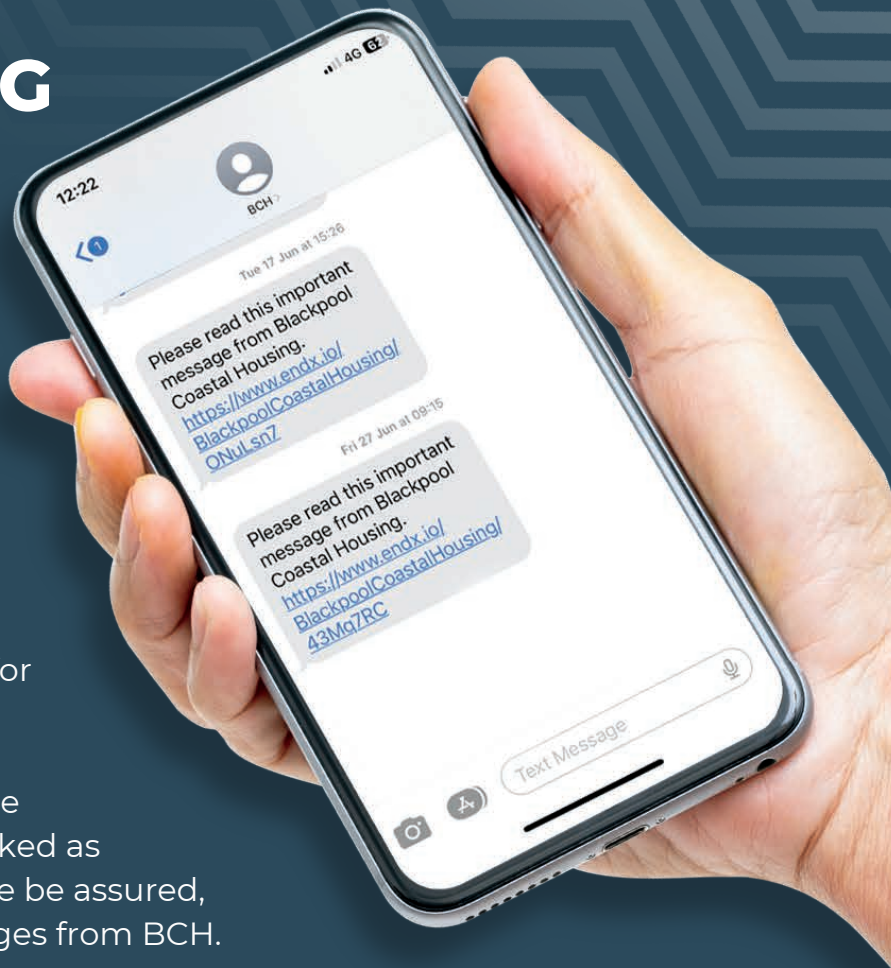 G
12:22
4G 62
BCH
Tue 17 Jun at 15:26
Please read this important
message from Blackpool
Coastal Housing.
https://www.endx.io/
BlackpoolCoastalHousing/
ONuLsn7
Fri 27 Jun at 09:15
Please read this important
message from Blackpool
Coastal Housing.
https://www.endx.io/
BlackpoolCoastalHousing/
43Mq7RC
Text Message
or
e
ked as
e be assured,
ges from BCH.